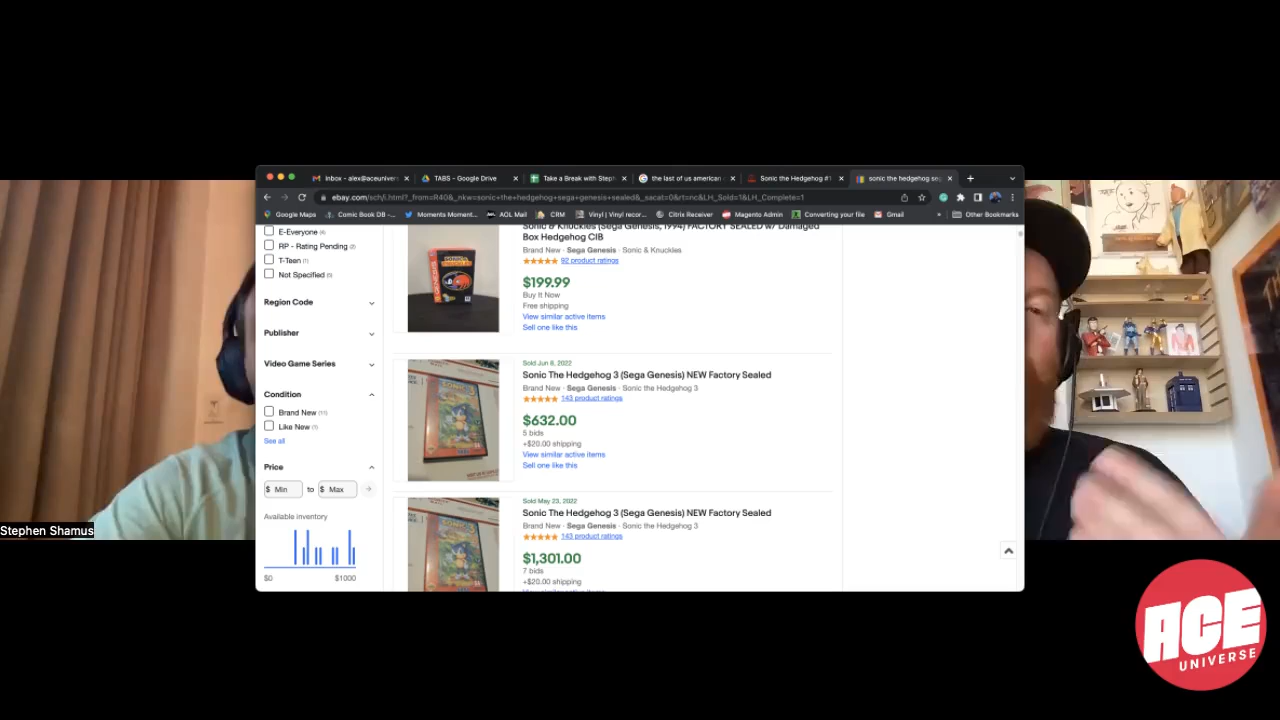 Inbox - alex@aceunivers
TABS - Google Drive
Take a Break with Steph
the last of us american
Sonic the Hedgehog #1
sonic the hedgehog seg
ebay.com/sch/i.html?_from=R40&_nkw=sonic+the+hedgehog+sega+genesis+sealed&_sacat=0&rt=nc&LH_Sold=1&LH_Complete=1
Google Maps
Comic Book DB -...
Moments Moment...
AOL Mail
CRM
Vinyl | Vinyl recor...
Citrix Receiver
Magento Admin
Converting your file
Gmail
»
Other Bookmarks
E-Everyone
RP - Rating Pending (2)
T-Teen (1)
Not Specified
Region Code
Publisher
Video Game Series
Condition
Brand New (11)
Like New (1)
See all
Price
$ Min to $ Max
Available inventory
$0 $1000
Sonic & Knuckles (Sega Genesis, 1994) FACTORY SEALED w/ Damaged
Box Hedgehog CIB
Brand New · Sega Genesis · Sonic & Knuckles
92 product ratings
$199.99
Buy It Now
Free shipping
View similar active items
Sell one like this
Sold Jun 8, 2022
Sonic The Hedgehog 3 (Sega Genesis) NEW Factory Sealed
Brand New · Sega Genesis · Sonic the Hedgehog 3
143 product ratings
$632.00
5 bids
+$20.00 shipping
View similar active items
Sell one like this
Sold May 23, 2022
Sonic The Hedgehog 3 (Sega Genesis) NEW Factory Sealed
Brand New · Sega Genesis · Sonic the Hedgehog 3
143 product ratings
$1,301.00
7 bids
+$20.00 shipping
Stephen Shamus
ACE
UNIVERSE